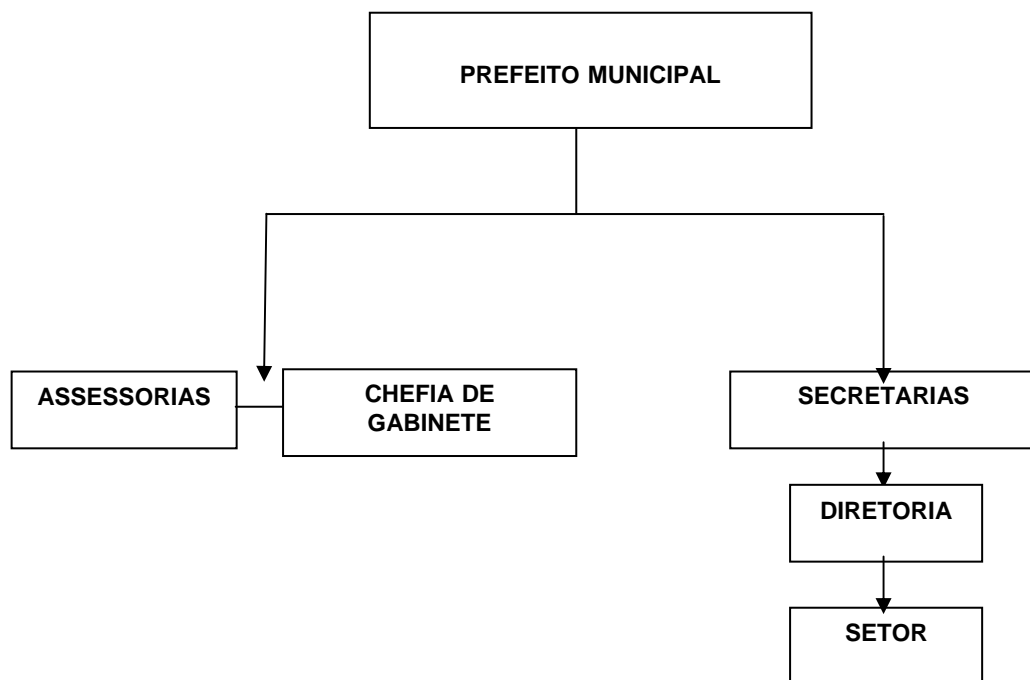 PREFEITO MUNICIPAL
ASSESSORIAS
CHEFIA DE
GABINETE
SECRETARIAS
DIRETORIA
SETOR